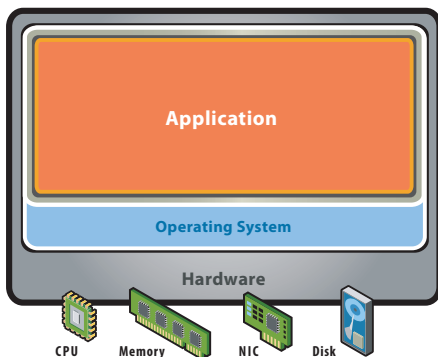 Application
Operating System
Hardware
CPU Memory NIC Disk